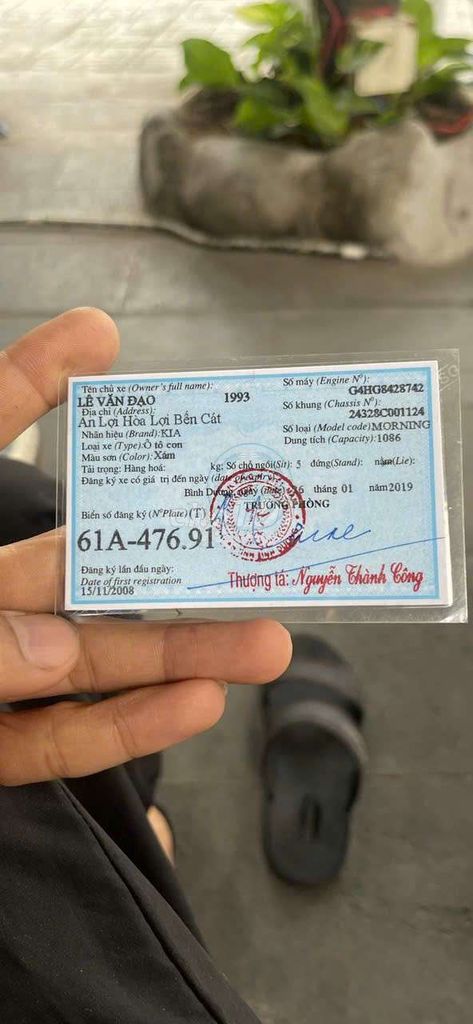 Tên chủ xe (Owner's full name):
LÊ VĂN ĐẠO 1993
Địa chỉ (Address):
An Lợi Hòa Lợi Bến Cát
Nhãn hiệu (Brand): KIA
Loại xe (Type): Ô tô con
Màu sơn (Color): Xám
Tải trọng: Hàng hoá: kg; Số chỗ ngồi(Sit): 5 đứng(Stand): nằm(Lie):
Số máy (Engine Nº):
G4HG8428742
Số khung (Chassis Nº):
24328C001124
Số loại (Model code): MORNING
Dung tích (Capacity): 1086
Đăng ký xe có giá trị đến ngày
Bình Dương, ngày tháng 01 năm 2019
Biển số đăng ký (NºPlate) (T)
TRƯỞNG PHÒNG
61A-476.91
Đăng ký lần đầu ngày:
Date of first registration
15/11/2008
Thượng tá: Nguyễn Thành Công